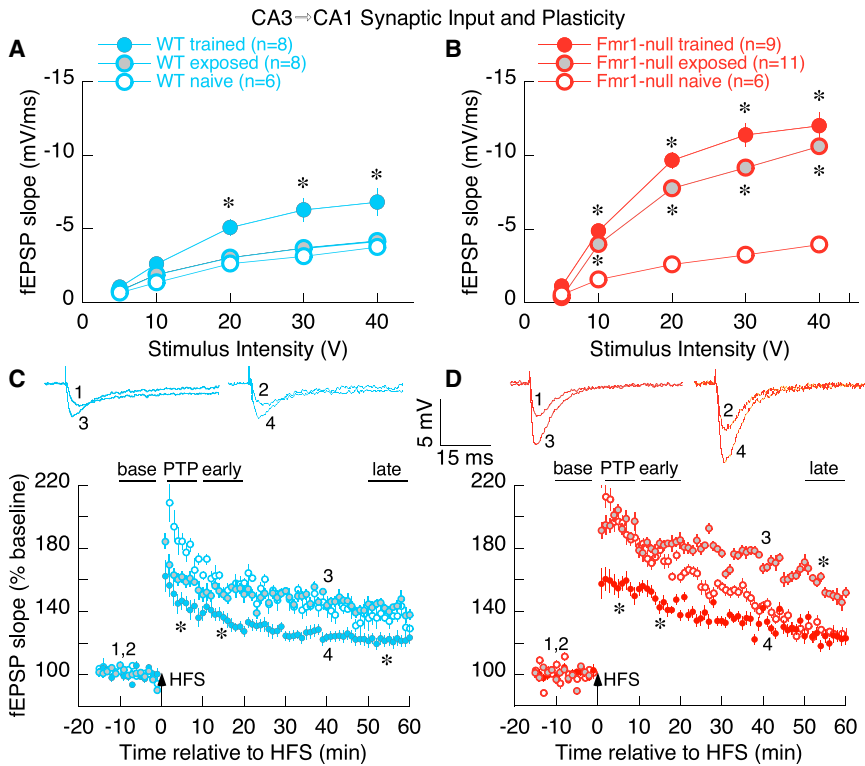 CA3⇨CA1 Synaptic Input and Plasticity
A
WT trained (n=8)
WT exposed (n=8)
WT naive (n=6)
-15
-10
-5
0
fEPSP slope (mV/ms)
* * *
0 10 20 30 40
Stimulus Intensity (V)
B
Fmr1-null trained (n=9)
Fmr1-null exposed (n=11)
Fmr1-null naive (n=6)
-15
-10
-5
0
fEPSP slope (mV/ms)
* * * *
* * * *
0 10 20 30 40
Stimulus Intensity (V)
C
1
3
2
4
5 mV
15 ms
base PTP early late
220
180
140
100
fEPSP slope (% baseline)
3
4
1,2
* * *
HFS
-20 -10 0 10 20 30 40 50 60
Time relative to HFS (min)
D
1
3
2
4
base PTP early late
220
180
140
100
fEPSP slope (% baseline)
3
*
* *
4
1,2
HFS
-20 -10 0 10 20 30 40 50 60
Time relative to HFS (min)